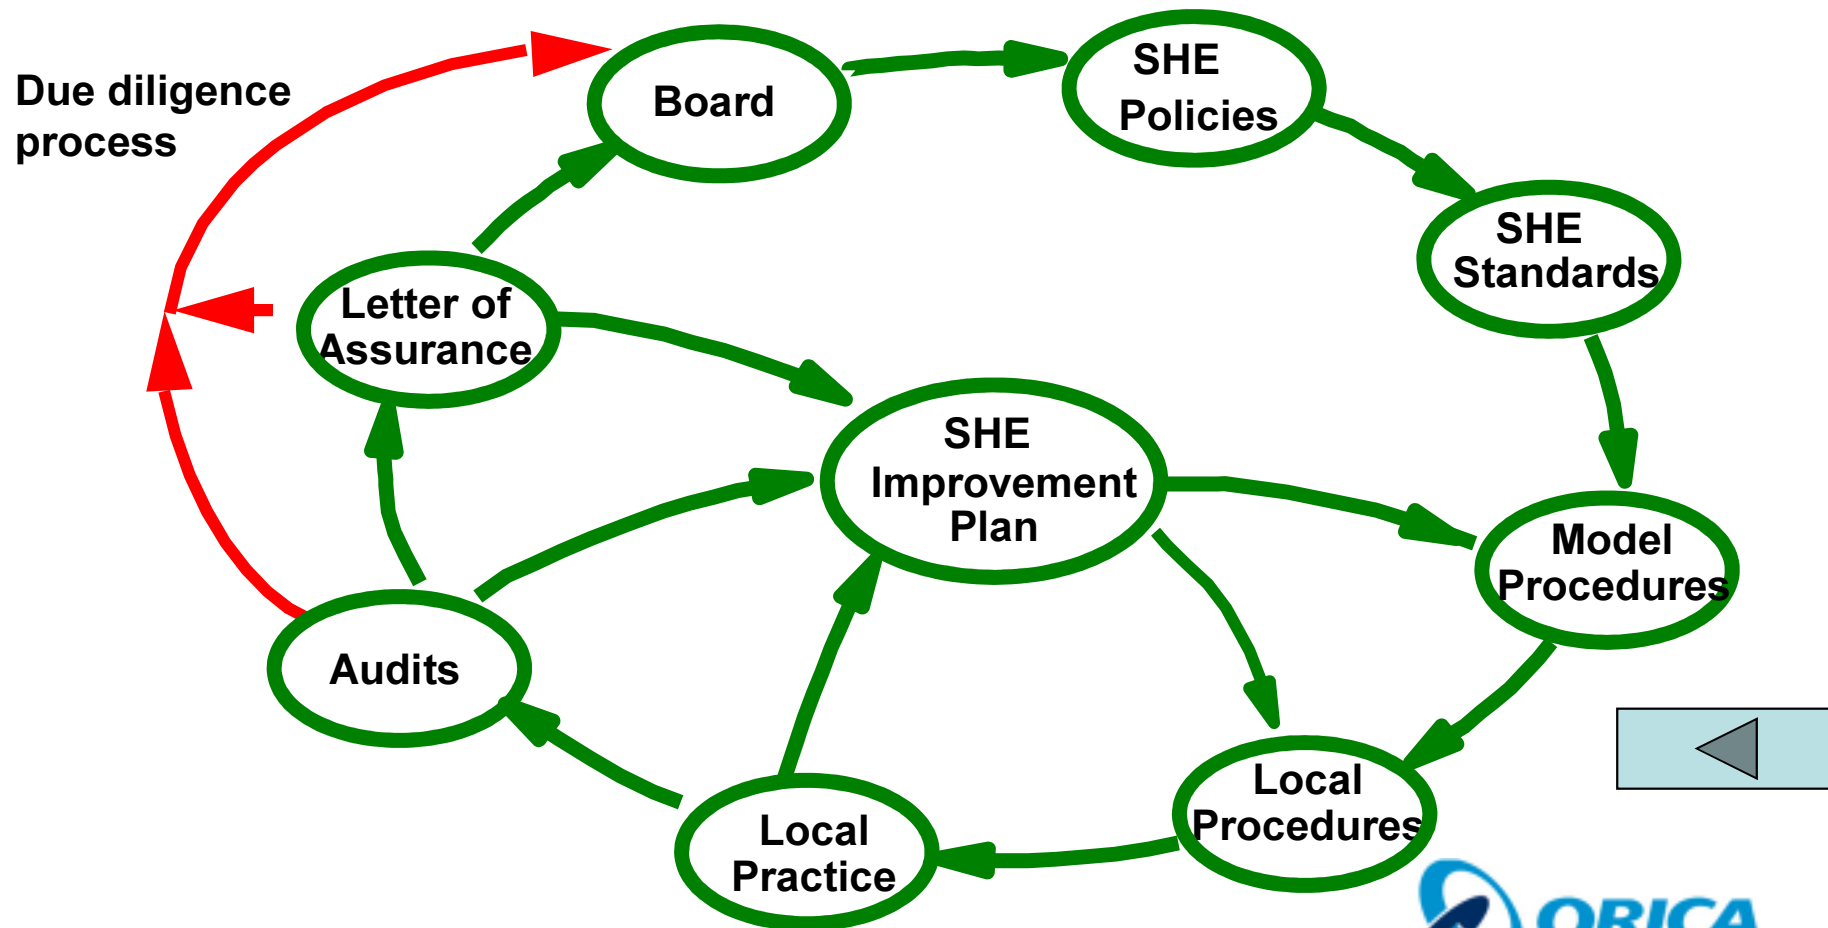 Due diligence
process
Board
SHE
Policies
SHE
Standards
Letter of
Assurance
SHE
Improvement
Plan
Model
Procedures
Audits
Local
Procedures
Local
Practice
ORICA